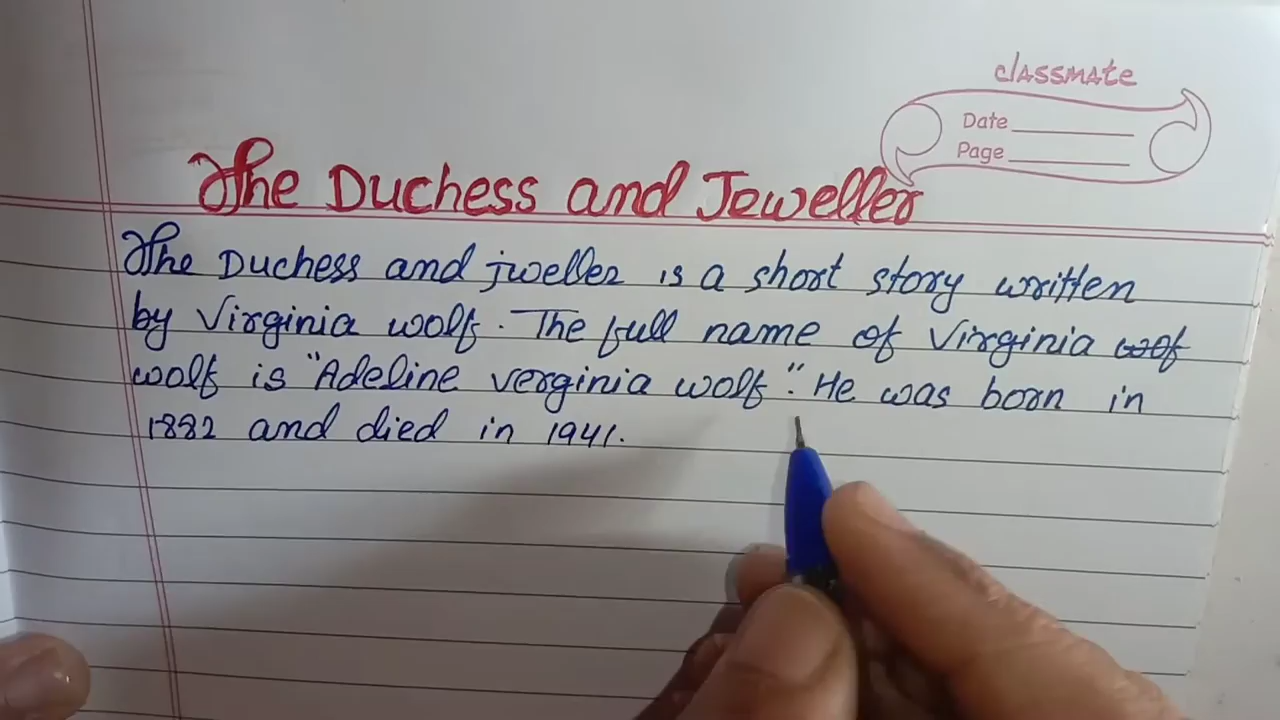 classmate
Date
Page
The Duchess and Jeweller
The Duchess and jweller is a short story written
by Virginia wolf. The full name of Virginia wof
wolf is "Adeline verginia wolf". He was born in
1882 and died in 1941.